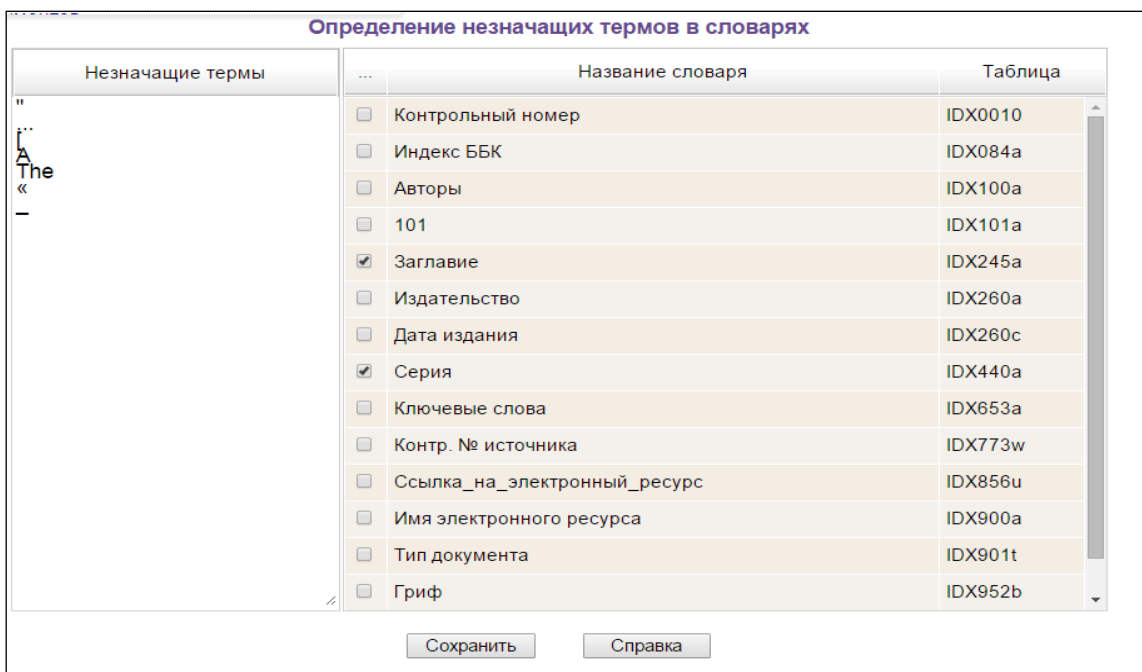 Определение незначащих термов в словарях
Незначащие термы
... Название словаря Таблица
"
...
[
A
The
«
_
Контрольный номер IDX0010
Индекс ББК IDX084a
Авторы IDX100a
101 IDX101a
Заглавие IDX245a
Издательство IDX260a
Дата издания IDX260c
Серия IDX440a
Ключевые слова IDX653a
Контр. № источника IDX773w
Ссылка_на_электронный_ресурс IDX856u
Имя электронного ресурса IDX900a
Тип документа IDX901t
Гриф IDX952b
Сохранить Справка